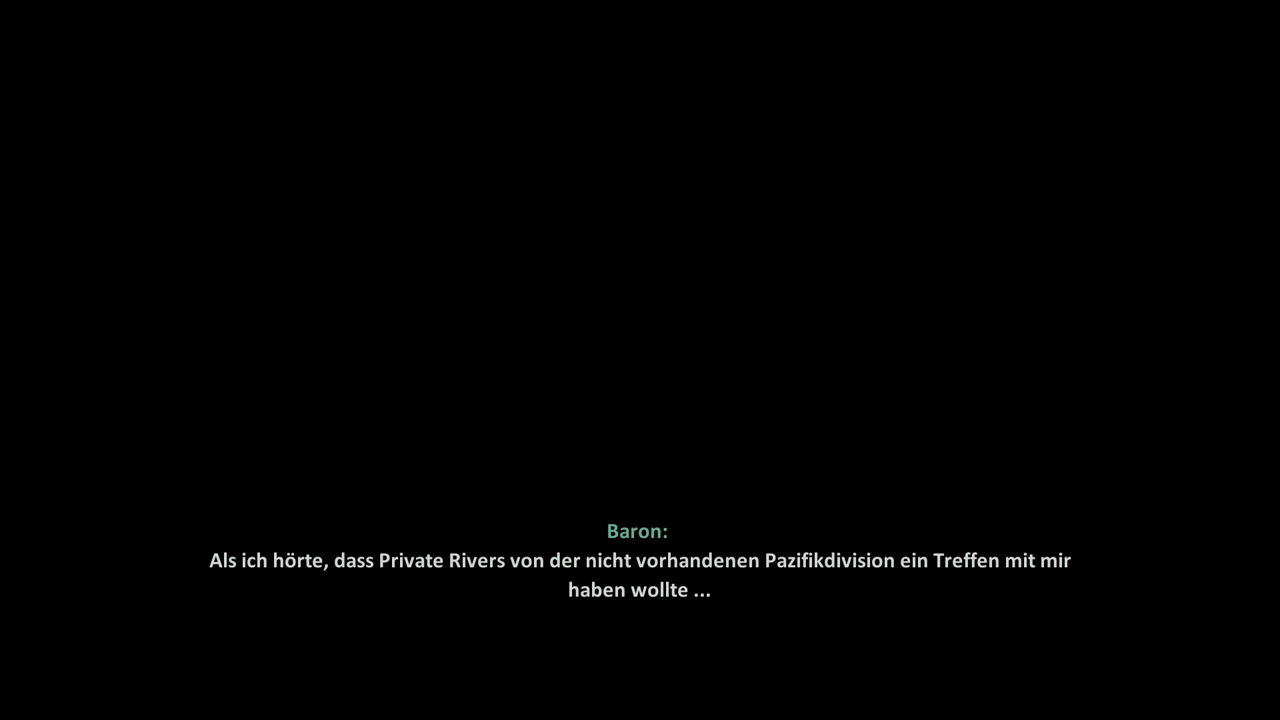 Baron:
Als ich hörte, dass Private Rivers von der nicht vorhandenen Pazifikdivision ein Treffen mit mir
haben wollte ...